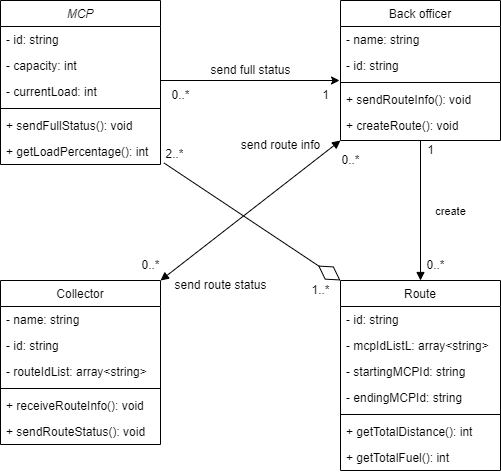 MCP
- id: string
- capacity: int
- currentLoad: int
+ sendFullStatus(): void
+ getLoadPercentage(): int
Back officer
- name: string
- id: string
+ sendRouteInfo(): void
+ createRoute(): void
send full status
0..*
1
send route info
2..*
0..*
1
create
0..*
send route status
1..*
0..*
Collector
- name: string
- id: string
- routeIdList: array<string>
+ receiveRouteInfo(): void
+ sendRouteStatus(): void
Route
- id: string
- mcpIdListL: array<string>
- startingMCPId: string
- endingMCPId: string
+ getTotalDistance(): int
+ getTotalFuel(): int